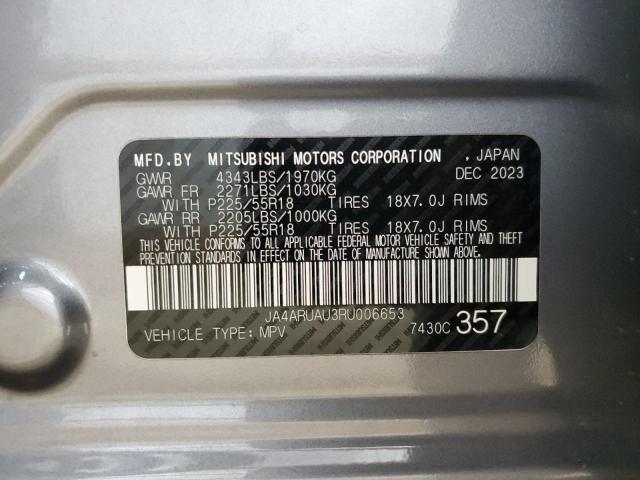 MFD.BY MITSUBISHI MOTORS CORPORATION , JAPAN
GVWR 4343LBS/1970KG DEC 2023
GAWR FR 2271LBS/1030KG
WITH P225/55R18 TIRES 18X7.0J RIMS
GAWR RR 2205LBS/1000KG
WITH P225/55R18 TIRES 18X7.0J RIMS
THIS VEHICLE CONFORMS TO ALL APPLICABLE FEDERAL MOTOR VEHICLE SAFETY AND THEFT
PREVENTION STANDARDS IN EFFECT ON THE DATE OF MANUFACTURE SHOWN ABOVE.
JA4ARUAU3RU006653
VEHICLE TYPE:MPV 7430C 357